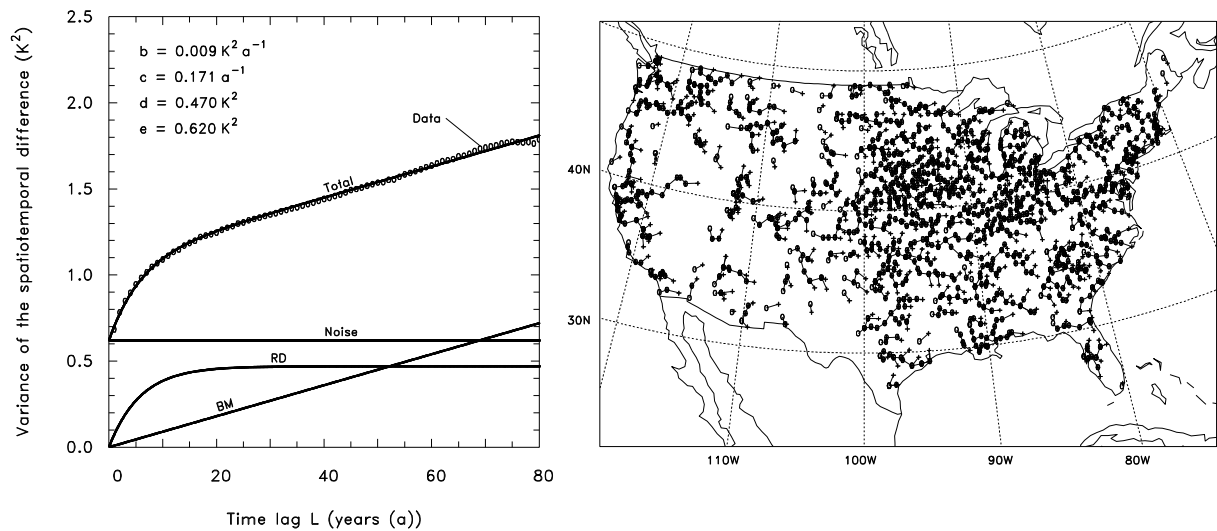 2.5
2.0
1.5
1.0
0.5
0.0
Variance of the spatiotemporal difference (K²)
b = 0.009 K² a⁻¹
c = 0.171 a⁻¹
d = 0.470 K²
e = 0.620 K²
Data
Total
Noise
RD
BM
0 20 40 60 80
Time lag L (years (a))
40N
30N
110W 100W 90W 80W